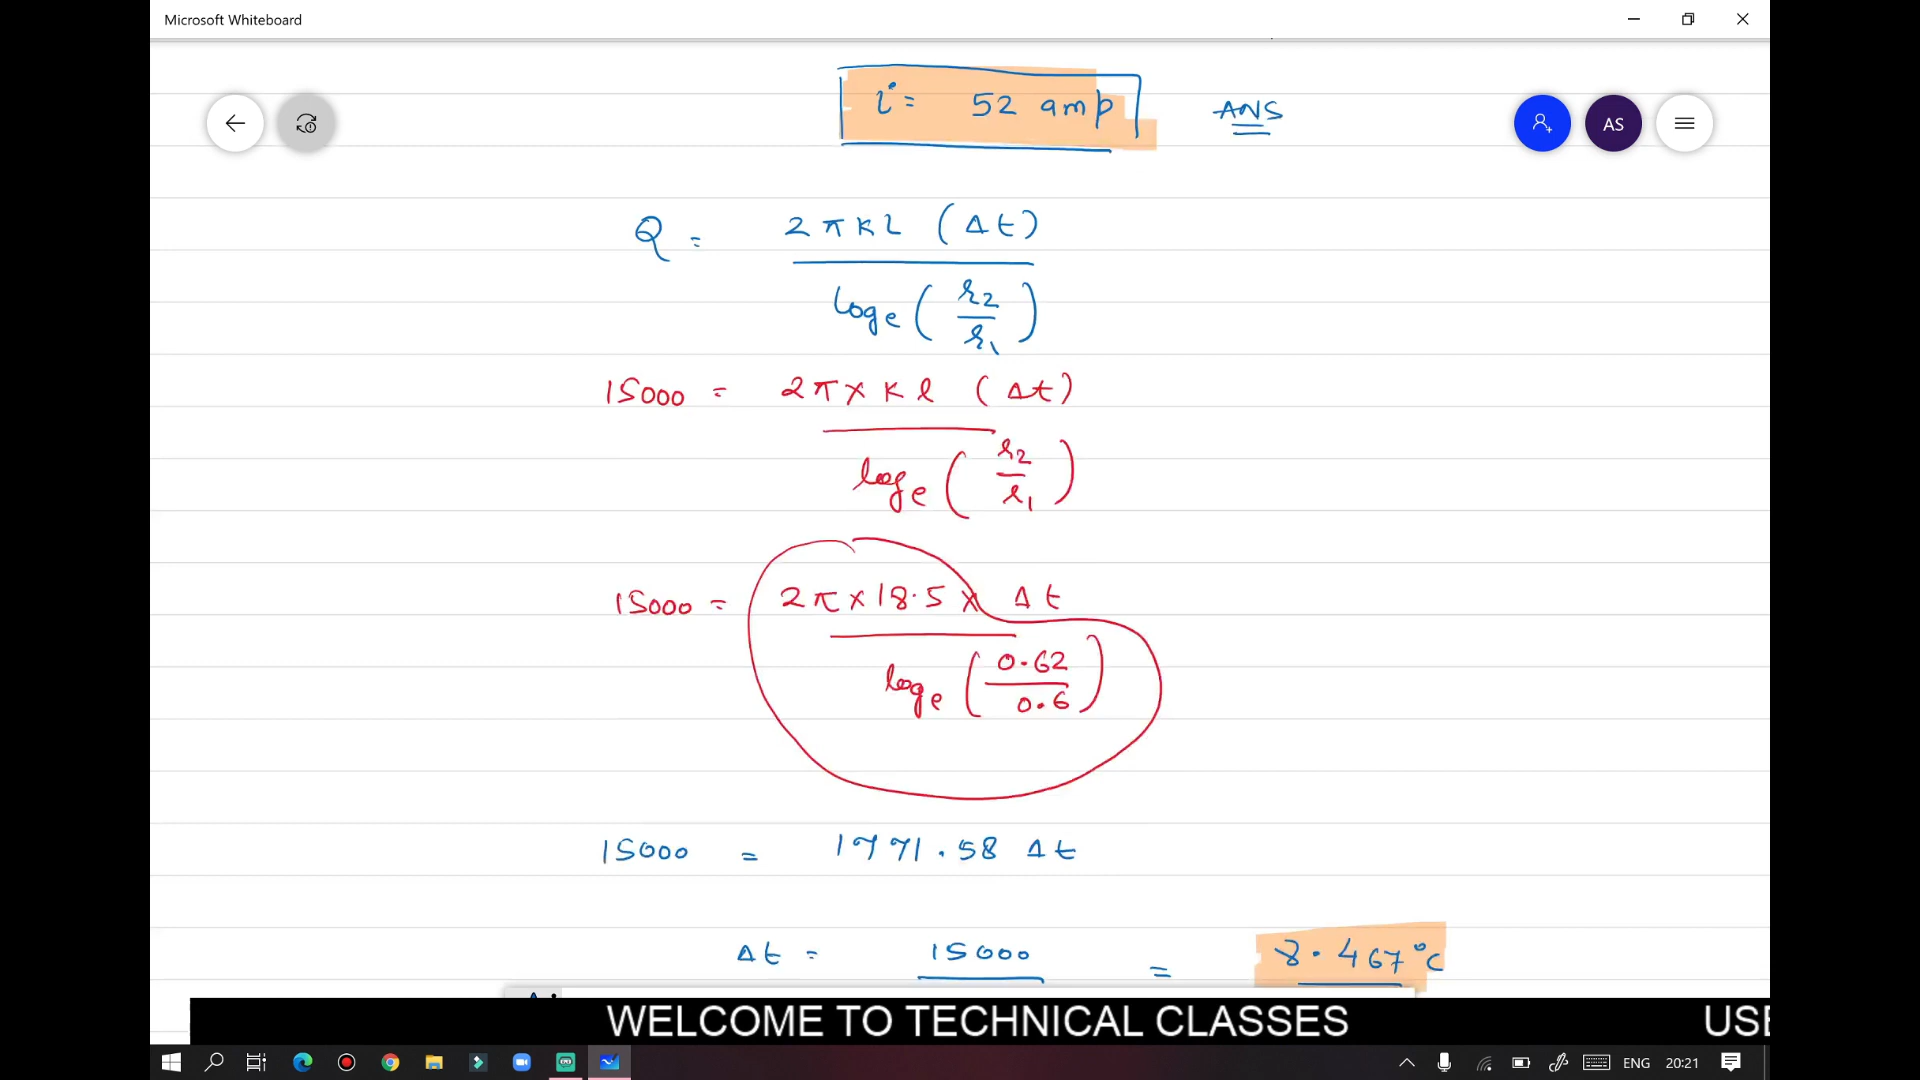 Microsoft Whiteboard
i = 52 amp ANS
AS
Q = 2πKl (Δt)
loge (r2/r1)
15000 = 2π × Kl (Δt)
loge (r2/r1)
15000 = 2π × 18.5 × Δt
loge (0.62/0.6)
15000 = 1771.58 Δt
Δt = 15000 = 8.467°C
WELCOME TO TECHNICAL CLASSES
ENG 20:21